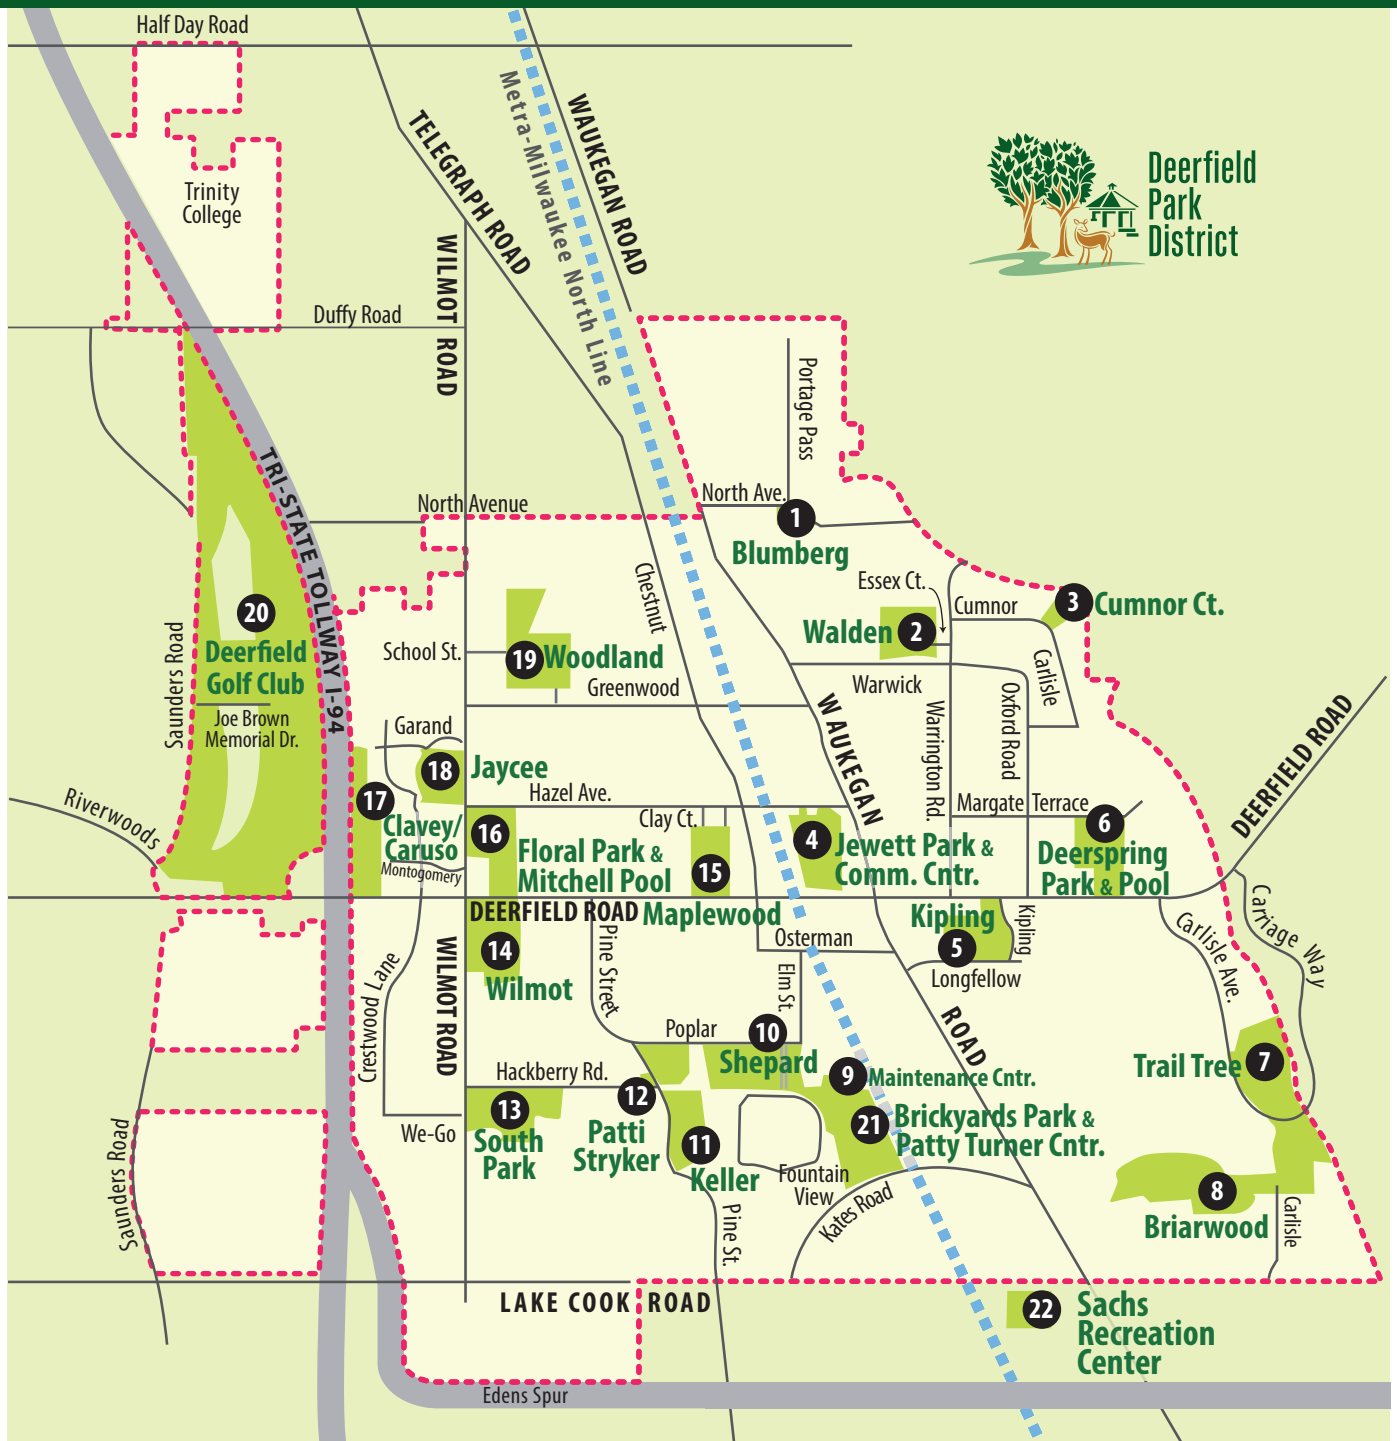 Half Day Road
Trinity
College
TELEGRAPH ROAD
Metra-Milwaukee North Line
WAUKEGAN ROAD
Deerfield
Park
District
WILMOT ROAD
Duffy Road
Portage Pass
TRI-STATE TOLLWAY I-94
North Avenue
North Ave.
1
Blumberg
Chestnut
Essex Ct.
Cumnor
3
Cumnor Ct.
Walden
2
20
Deerfield
Golf Club
Saunders Road
Joe Brown
Memorial Dr.
School St.
19
Woodland
Greenwood
Warwick
Carlisle
Oxford Road
Warrington Rd.
WAUKEGAN
DEERFIELD ROAD
Garand
18
Jaycee
Hazel Ave.
Riverwoods
17
Clavey/
Caruso
Montogomery
16
Floral Park &
Mitchell Pool
Clay Ct.
15
Maplewood
4
Jewett Park &
Comm. Cntr.
Margate Terrace
6
Deerspring
Park & Pool
DEERFIELD ROAD
Kipling
5
Kipling
Longfellow
Carlisle Ave.
Carriage Way
14
Wilmot
Pine Street
Osterman
Elm St.
Crestwood Lane
WILMOT ROAD
ROAD
Poplar
10
Shepard
9
Maintenance Cntr.
Trail Tree
7
Hackberry Rd.
12
Patti
Stryker
13
South
Park
We-Go
11
Keller
21
Brickyards Park &
Patty Turner Cntr.
Fountain
View
Kates Road
Saunders Road
Pine St.
8
Briarwood
Carlisle
LAKE COOK ROAD
22
Sachs
Recreation
Center
Edens Spur